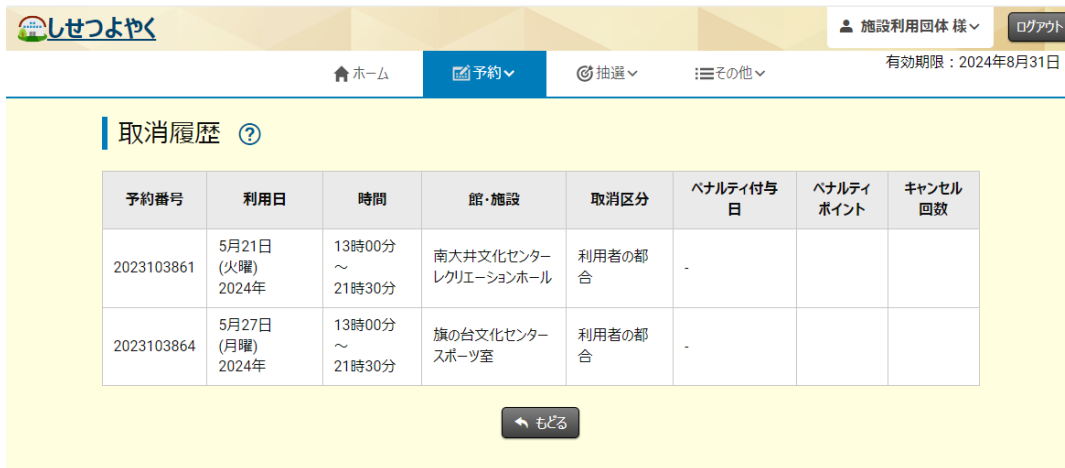 しせつよやく
施設利用団体 様
ログアウト
ホーム
予約
抽選
その他
有効期限：2024年8月31日
取消履歴 ?
予約番号
利用日
時間
館・施設
取消区分
ペナルティ付与
日
ペナルティ
ポイント
キャンセル
回数
2023103861
5月21日
(火曜)
2024年
13時00分
～
21時30分
南大井文化センター
レクリエーションホール
利用者の都
合
-
2023103864
5月27日
(月曜)
2024年
13時00分
～
21時30分
旗の台文化センター
スポーツ室
利用者の都
合
-
もどる